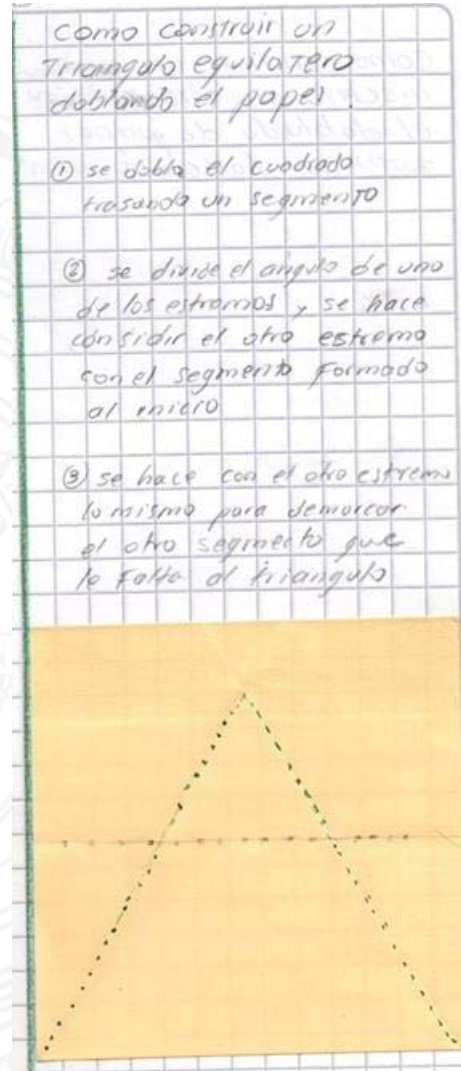 como construir un
Triangulo equilatero
doblando el papel.
① se dobla el cuadrado
trasando un segmento
② se divide el angulo de uno
de los estramos y se hace
considir el otro estremo
con el segmento formado
al inicio
③ se hace con el otro estremo
lo mismo para demarcar
el otro segmecto que
le Falta al triangulo